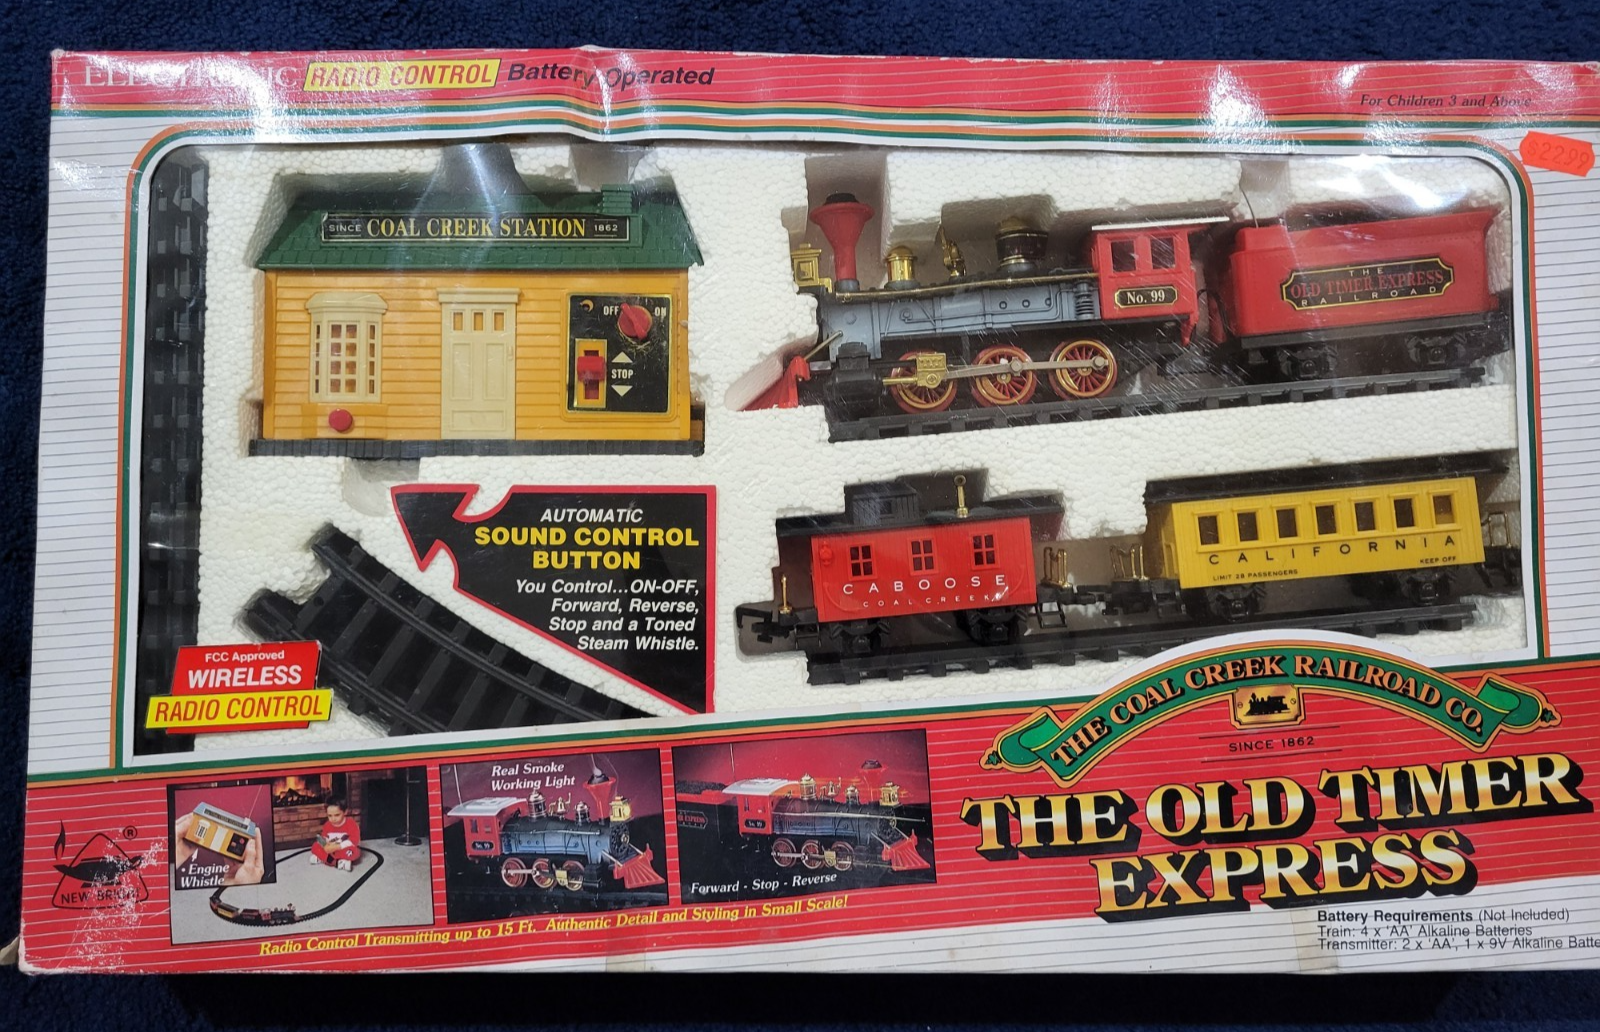 ELECTRONIC RADIO CONTROL Battery Operated
For Children 3 and Above
$22.99
SINCE COAL CREEK STATION 1862
OFF ON
STOP
No. 99
THE
OLD TIMER EXPRESS
RAILROAD
AUTOMATIC
SOUND CONTROL
BUTTON
You Control...ON-OFF,
Forward, Reverse,
Stop and a Toned
Steam Whistle.
CABOOSE
COAL CREEK
CALIFORNIA
LIMIT 28 PASSENGERS
KEEP OFF
FCC Approved
WIRELESS
RADIO CONTROL
THE COAL CREEK RAILROAD CO.
SINCE 1862
THE OLD TIMER
EXPRESS
• Engine
Whistle
Real Smoke
Working Light
No. 99
Forward - Stop - Reverse
®
NEW BRIGHT
Radio Control Transmitting up to 15 Ft. Authentic Detail and Styling in Small Scale!
Battery Requirements (Not Included)
Train: 4 x 'AA' Alkaline Batteries
Transmitter: 2 x 'AA', 1 x 9V Alkaline Batte